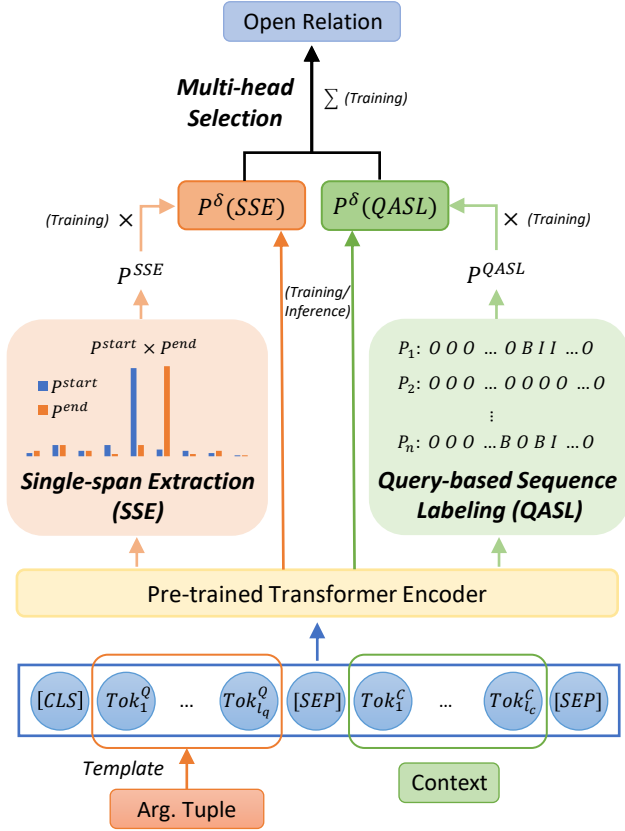 Open Relation
Multi-head
Selection
∑ (Training)
P^δ(SSE)
P^δ(QASL)
(Training) ×
× (Training)
P^SSE
(Training/
Inference)
P^QASL
P^start × P^end
P^start
P^end
Single-span Extraction
(SSE)
P_1: O O O … O B I I … O
P_2: O O O … O O O O … O
⋮
P_n: O O O … B O B I … O
Query-based Sequence
Labeling (QASL)
Pre-trained Transformer Encoder
[CLS] Tok_1^Q … Tok_{l_q}^Q [SEP] Tok_1^C … Tok_{l_c}^C [SEP]
Template
Arg. Tuple
Context